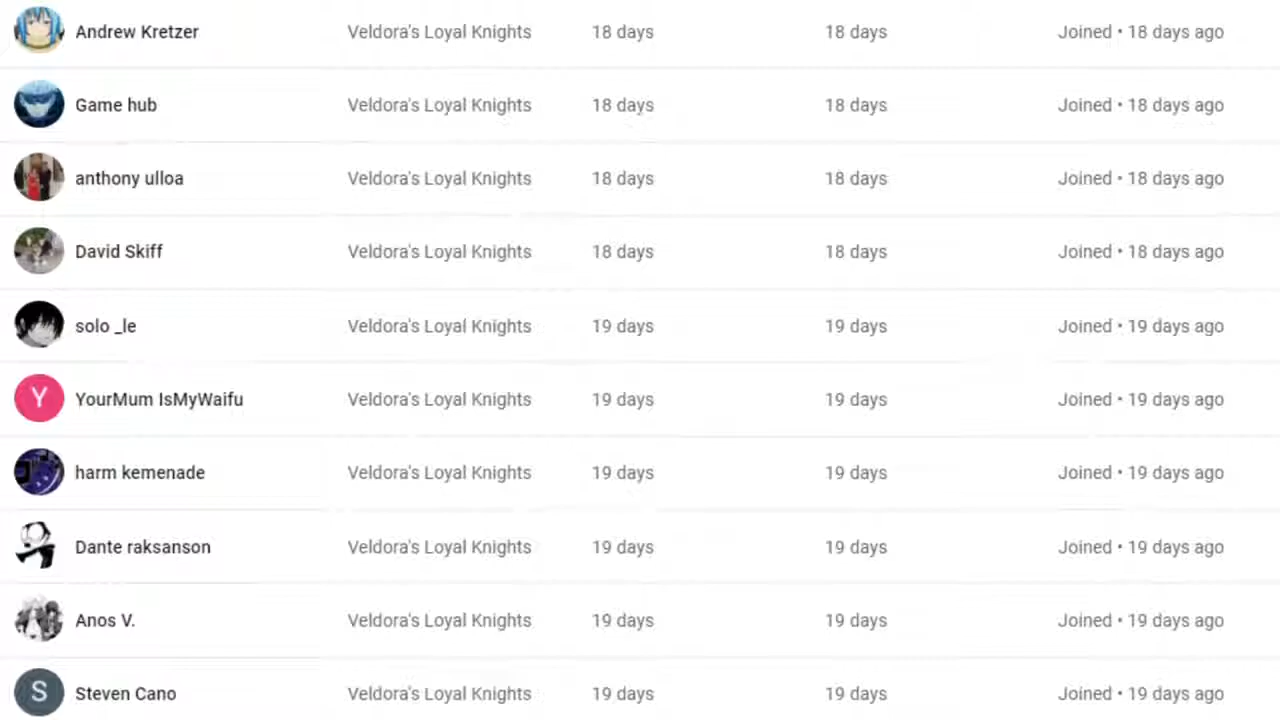 Andrew Kretzer Veldora's Loyal Knights 18 days 18 days Joined • 18 days ago
Game hub Veldora's Loyal Knights 18 days 18 days Joined • 18 days ago
anthony ulloa Veldora's Loyal Knights 18 days 18 days Joined • 18 days ago
David Skiff Veldora's Loyal Knights 18 days 18 days Joined • 18 days ago
solo _le Veldora's Loyal Knights 19 days 19 days Joined • 19 days ago
Y YourMum IsMyWaifu Veldora's Loyal Knights 19 days 19 days Joined • 19 days ago
harm kemenade Veldora's Loyal Knights 19 days 19 days Joined • 19 days ago
Dante raksanson Veldora's Loyal Knights 19 days 19 days Joined • 19 days ago
Anos V. Veldora's Loyal Knights 19 days 19 days Joined • 19 days ago
S Steven Cano Veldora's Loyal Knights 19 days 19 days Joined • 19 days ago